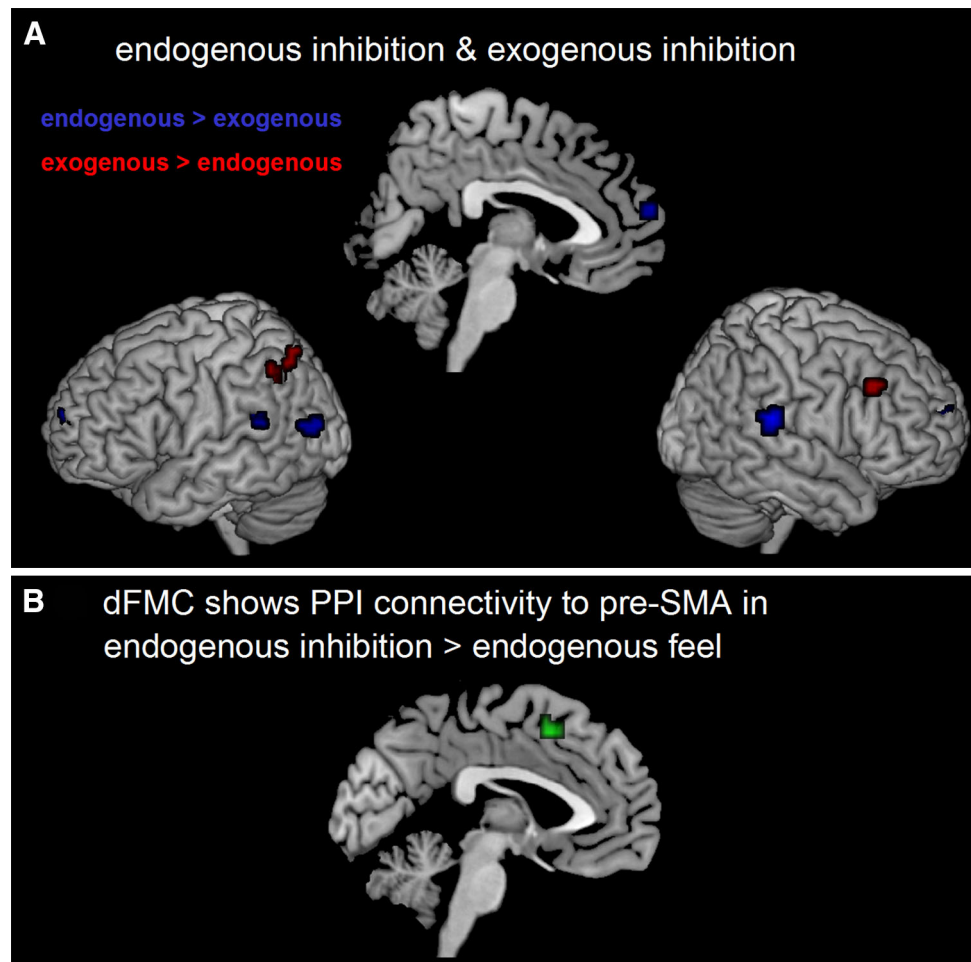 A
endogenous inhibition & exogenous inhibition
endogenous > exogenous
exogenous > endogenous
B
dFMC shows PPI connectivity to pre-SMA in
endogenous inhibition > endogenous feel